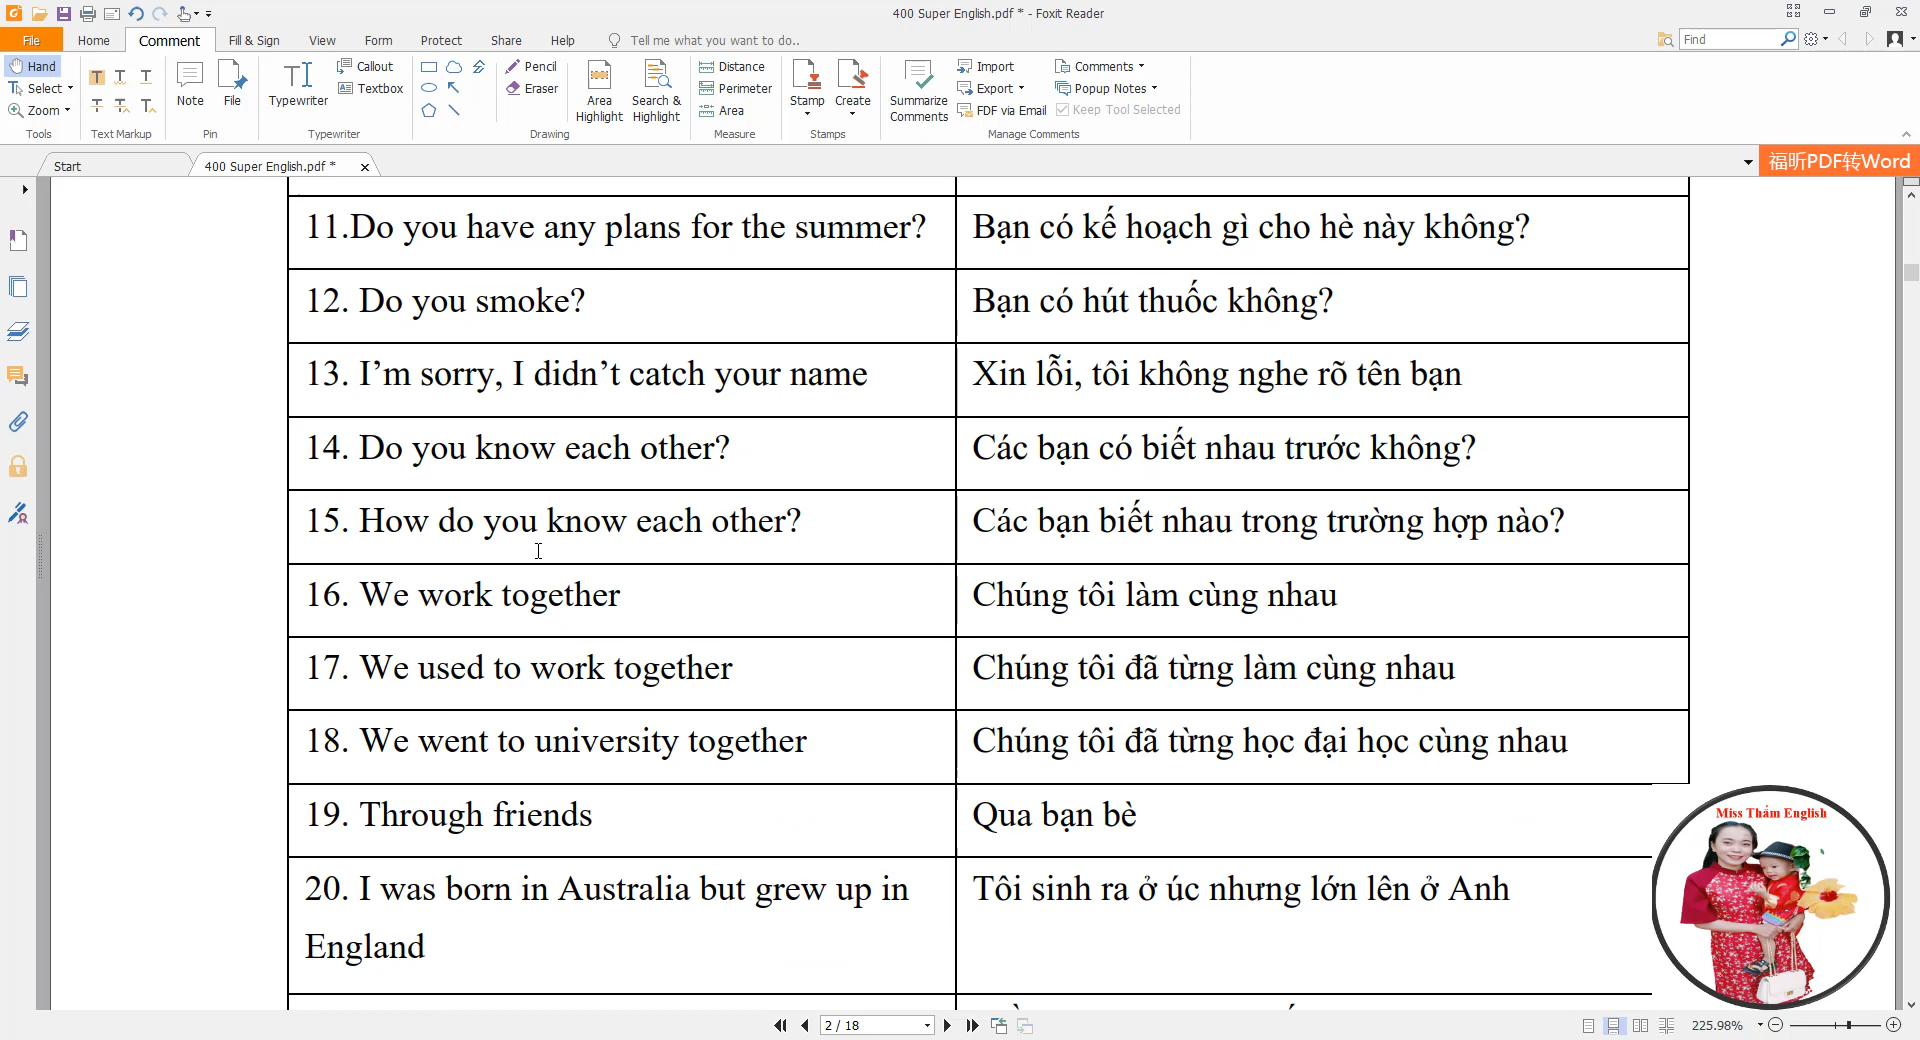 400 Super English.pdf * - Foxit Reader
File Home Comment Fill & Sign View Form Protect Share Help Tell me what you want to do.. Find
Hand Select Zoom Tools
Text Markup
Note File Pin
Typewriter Callout Textbox Typewriter
Pencil Eraser Area Highlight Search & Highlight Drawing
Distance Perimeter Area Measure
Stamp Create Stamps
Summarize Comments Import Export FDF via Email Comments Popup Notes Keep Tool Selected Manage Comments
Start 400 Super English.pdf * 福昕PDF转Word
11.Do you have any plans for the summer? Bạn có kế hoạch gì cho hè này không?
12. Do you smoke? Bạn có hút thuốc không?
13. I’m sorry, I didn’t catch your name Xin lỗi, tôi không nghe rõ tên bạn
14. Do you know each other? Các bạn có biết nhau trước không?
15. How do you know each other? Các bạn biết nhau trong trường hợp nào?
16. We work together Chúng tôi làm cùng nhau
17. We used to work together Chúng tôi đã từng làm cùng nhau
18. We went to university together Chúng tôi đã từng học đại học cùng nhau
19. Through friends Qua bạn bè
20. I was born in Australia but grew up in Tôi sinh ra ở úc nhưng lớn lên ở Anh
England
Miss Thắm English
2 / 18 225.98%